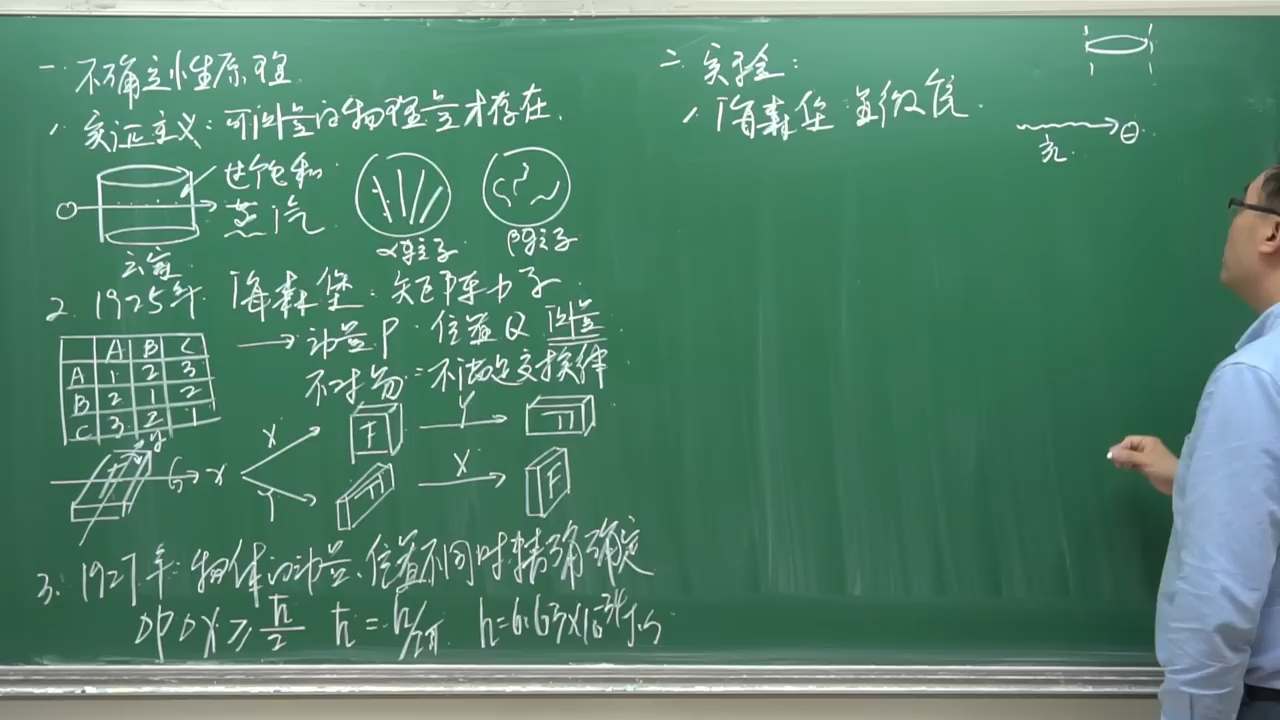 一. 不确定性原理
1. 实证主义: 可测量的物理量才存在.
过饱和
蒸汽
云室
α粒子
β粒子
2. 1925年 海森堡: 矩阵力学
→ 动量P. 位置Q 测量
不对易: 不满足交换律
A B C
A 1 2 3
B 2 1 2
C 3 2 1
y
x
X
F
Y
Y
X
F
3. 1927年: 物体的动量、位置不同时精确确定
ΔPΔX ≥ ħ/2 ħ = h/2π h=6.63×10⁻³⁴J·s
二. 实验:
1. 海森堡 显微镜.
光